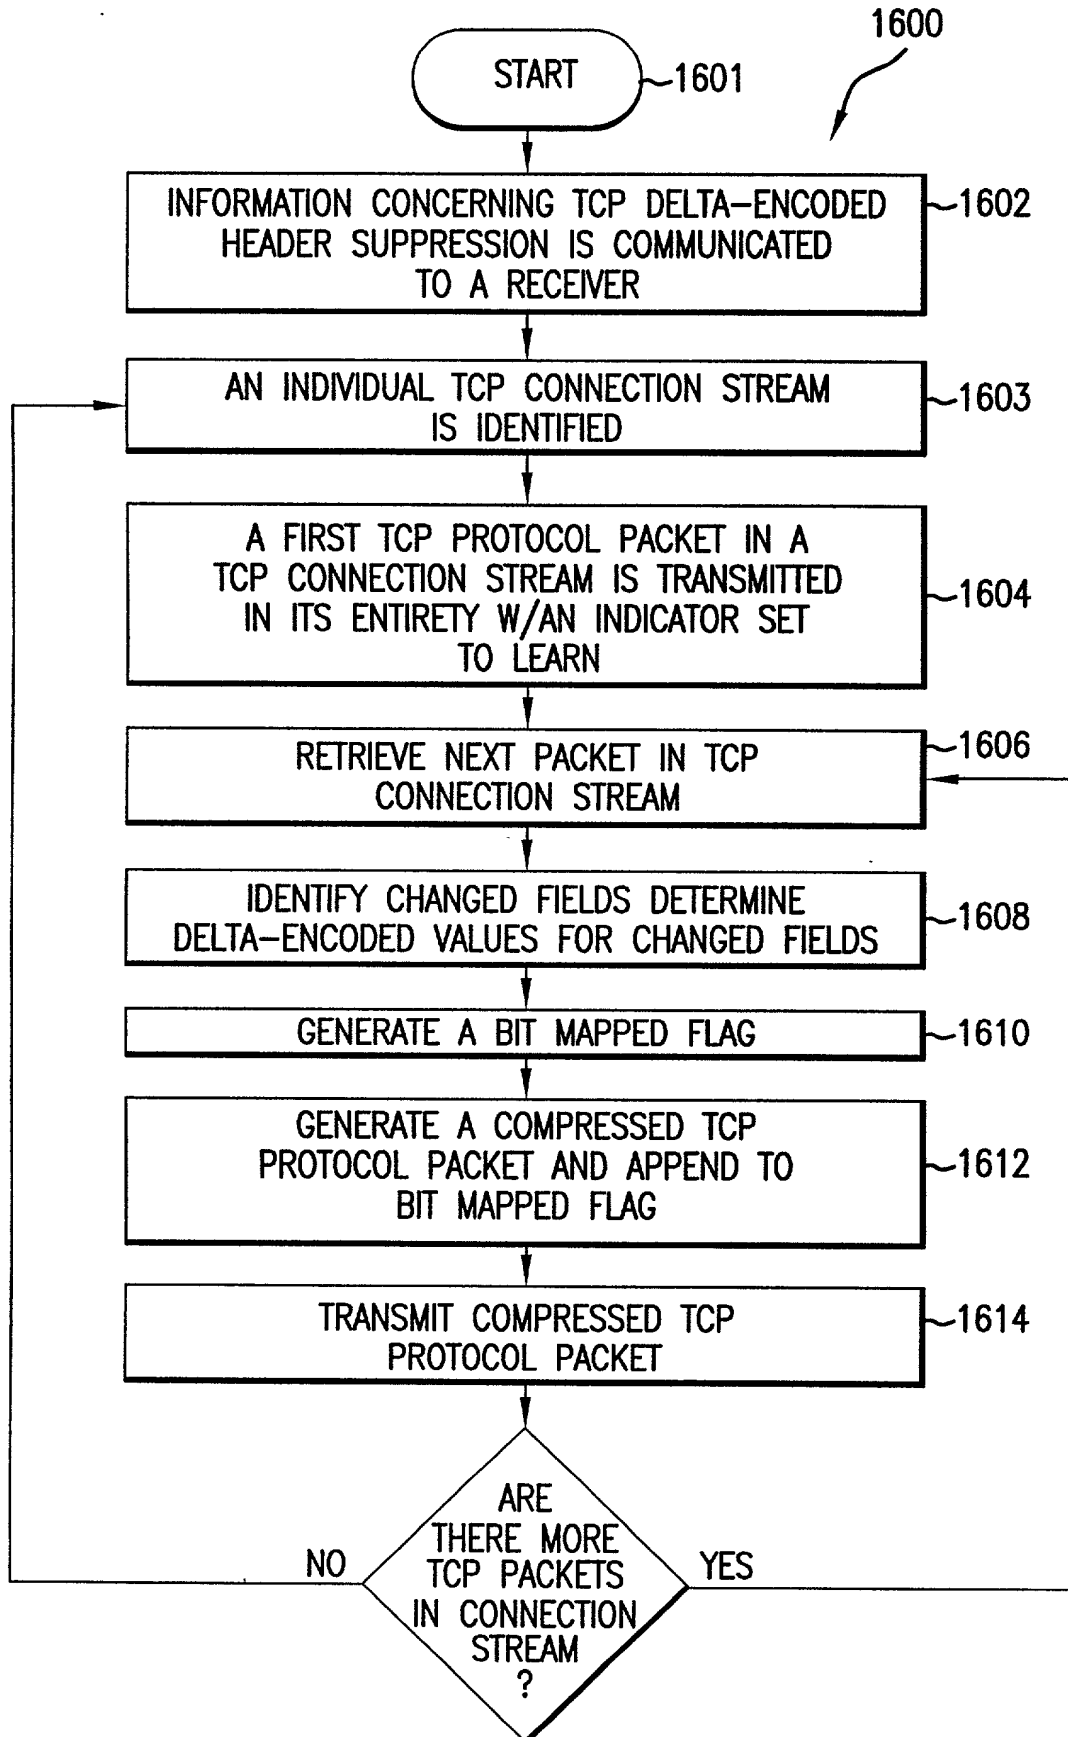 1600
START
1601
INFORMATION CONCERNING TCP DELTA-ENCODED
HEADER SUPPRESSION IS COMMUNICATED
TO A RECEIVER
1602
AN INDIVIDUAL TCP CONNECTION STREAM
IS IDENTIFIED
1603
A FIRST TCP PROTOCOL PACKET IN A
TCP CONNECTION STREAM IS TRANSMITTED
IN ITS ENTIRETY W/AN INDICATOR SET
TO LEARN
1604
RETRIEVE NEXT PACKET IN TCP
CONNECTION STREAM
1606
IDENTIFY CHANGED FIELDS DETERMINE
DELTA-ENCODED VALUES FOR CHANGED FIELDS
1608
GENERATE A BIT MAPPED FLAG
1610
GENERATE A COMPRESSED TCP
PROTOCOL PACKET AND APPEND TO
BIT MAPPED FLAG
1612
TRANSMIT COMPRESSED TCP
PROTOCOL PACKET
1614
ARE
THERE MORE
TCP PACKETS
IN CONNECTION
STREAM
?
NO
YES